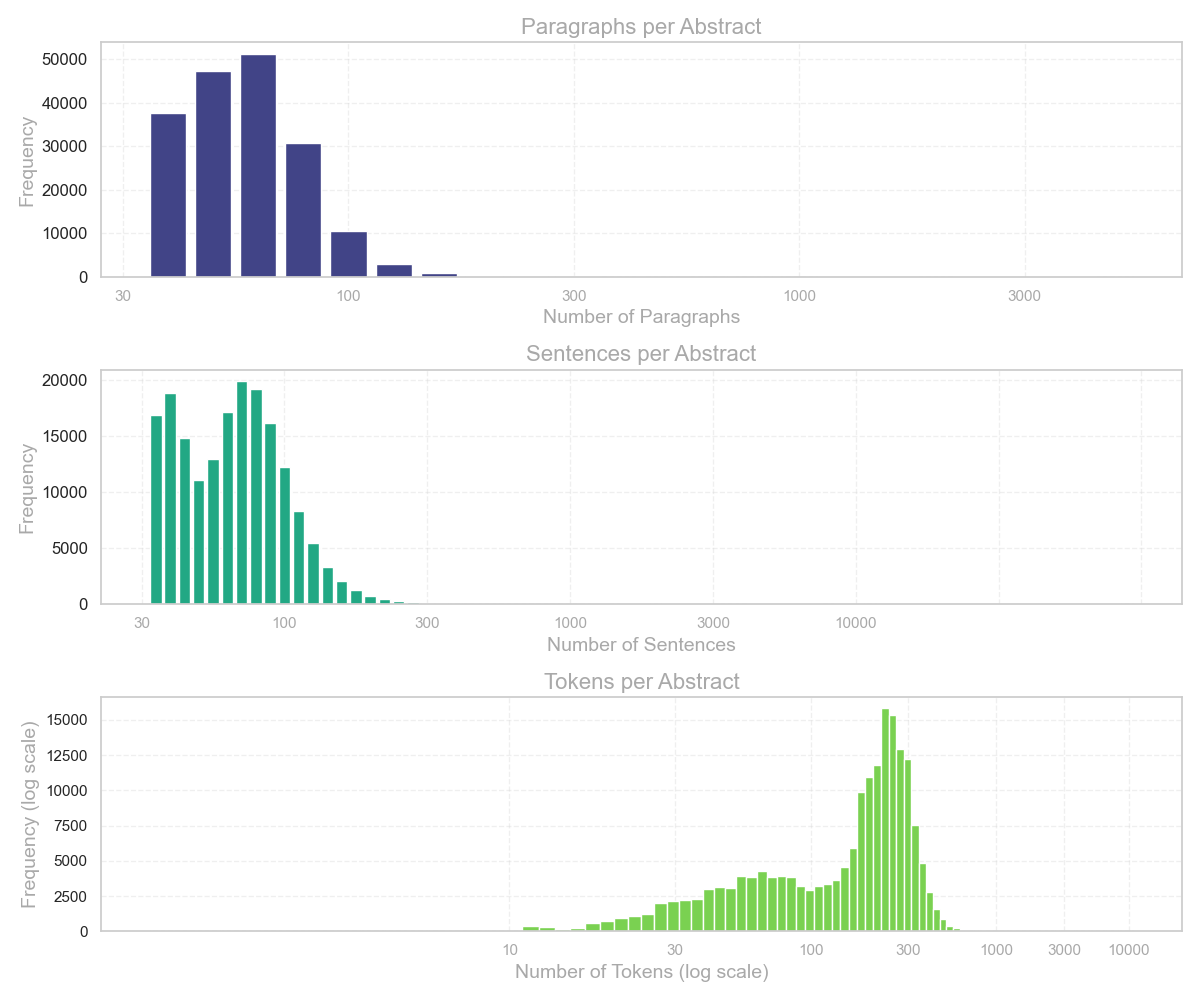 Paragraphs per Abstract
Frequency
50000
40000
30000
20000
10000
0
30 100 300 1000 3000
Number of Paragraphs
Sentences per Abstract
Frequency
20000
15000
10000
5000
0
30 100 300 1000 3000 10000
Number of Sentences
Tokens per Abstract
Frequency (log scale)
15000
12500
10000
7500
5000
2500
0
10 30 100 300 1000 3000 10000
Number of Tokens (log scale)